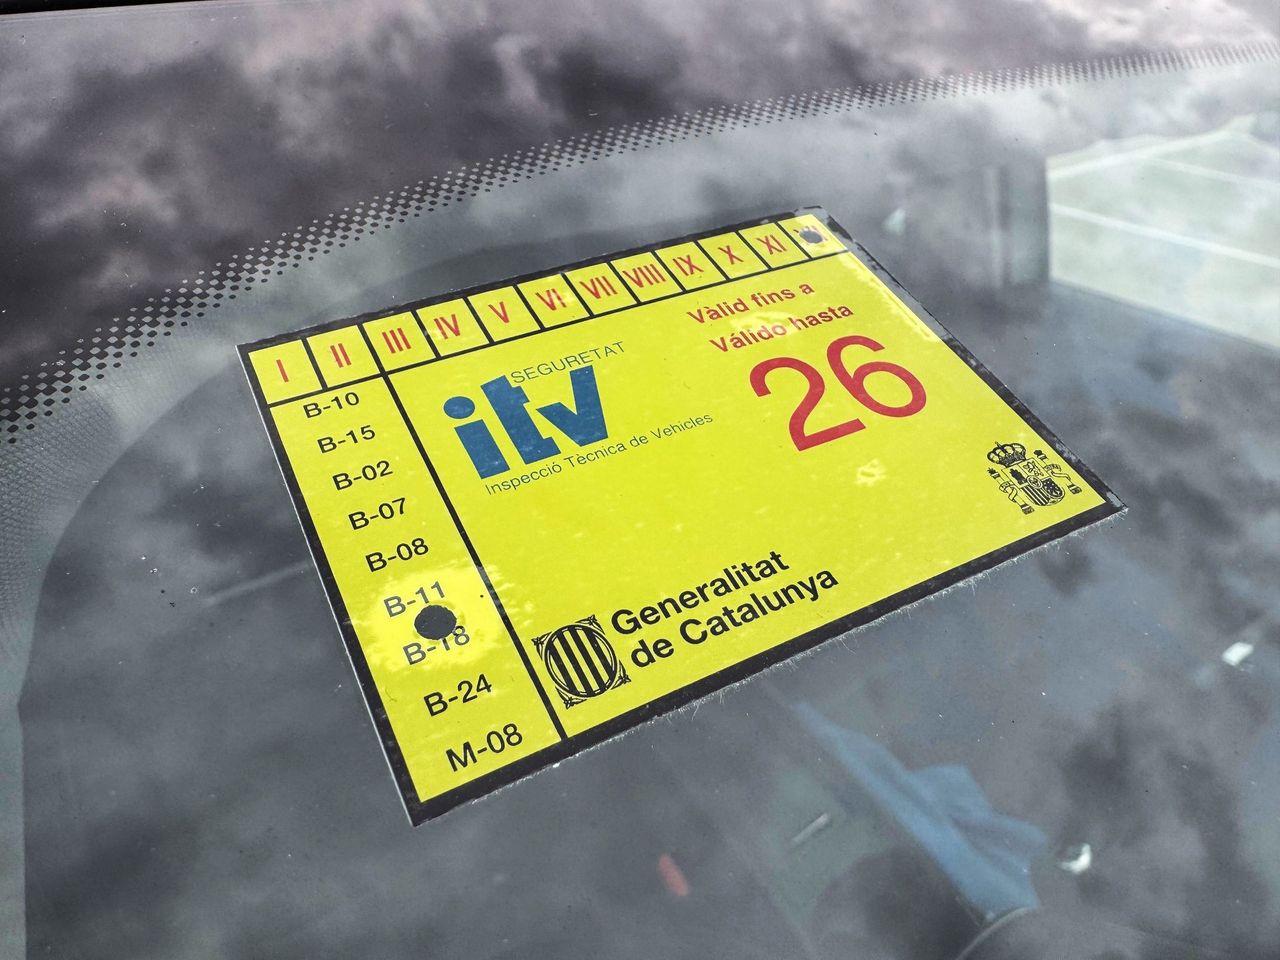 I II III IV V VI VII VIII IX X XI
Vàlid fins a
Válido hasta
26
SEGURETAT
itv
Inspecció Tècnica de Vehicles
B-10
B-15
B-02
B-07
B-08
B-11
B-18
B-24
M-08
Generalitat
de Catalunya